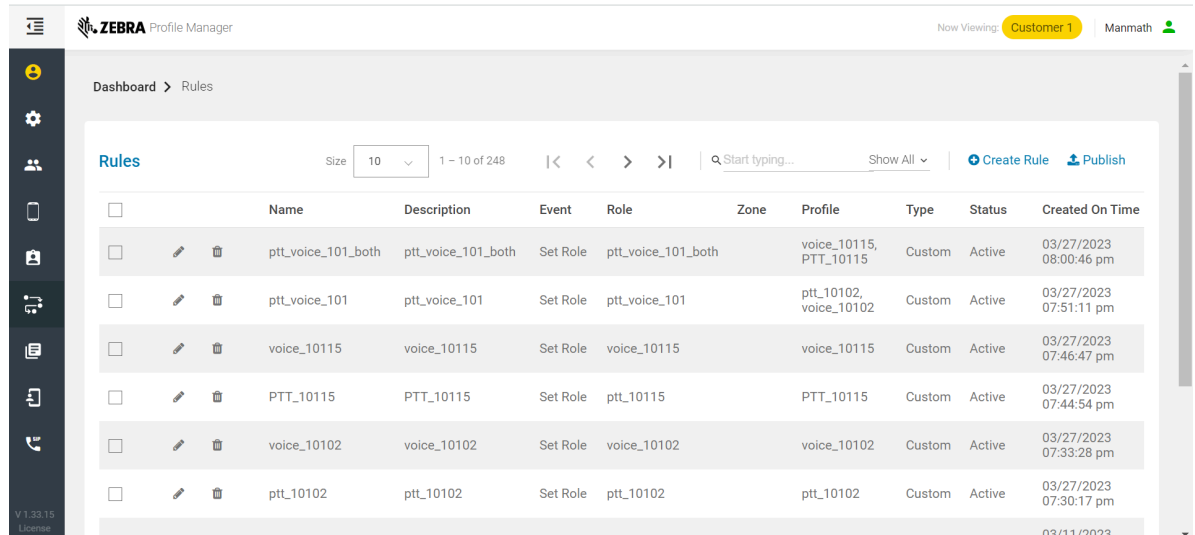 ZEBRA Profile Manager
Now Viewing: Customer 1 Manmath
Dashboard > Rules
Rules Size 10 1 – 10 of 248 Start typing... Show All Create Rule Publish
Name Description Event Role Zone Profile Type Status Created On Time
ptt_voice_101_both ptt_voice_101_both Set Role ptt_voice_101_both voice_10115, PTT_10115 Custom Active 03/27/2023 08:00:46 pm
ptt_voice_101 ptt_voice_101 Set Role ptt_voice_101 ptt_10102, voice_10102 Custom Active 03/27/2023 07:51:11 pm
voice_10115 voice_10115 Set Role voice_10115 voice_10115 Custom Active 03/27/2023 07:46:47 pm
PTT_10115 PTT_10115 Set Role ptt_10115 PTT_10115 Custom Active 03/27/2023 07:44:54 pm
voice_10102 voice_10102 Set Role voice_10102 voice_10102 Custom Active 03/27/2023 07:33:28 pm
ptt_10102 ptt_10102 Set Role ptt_10102 ptt_10102 Custom Active 03/27/2023 07:30:17 pm
03/11/2023
SIP
V 1.33.15
License